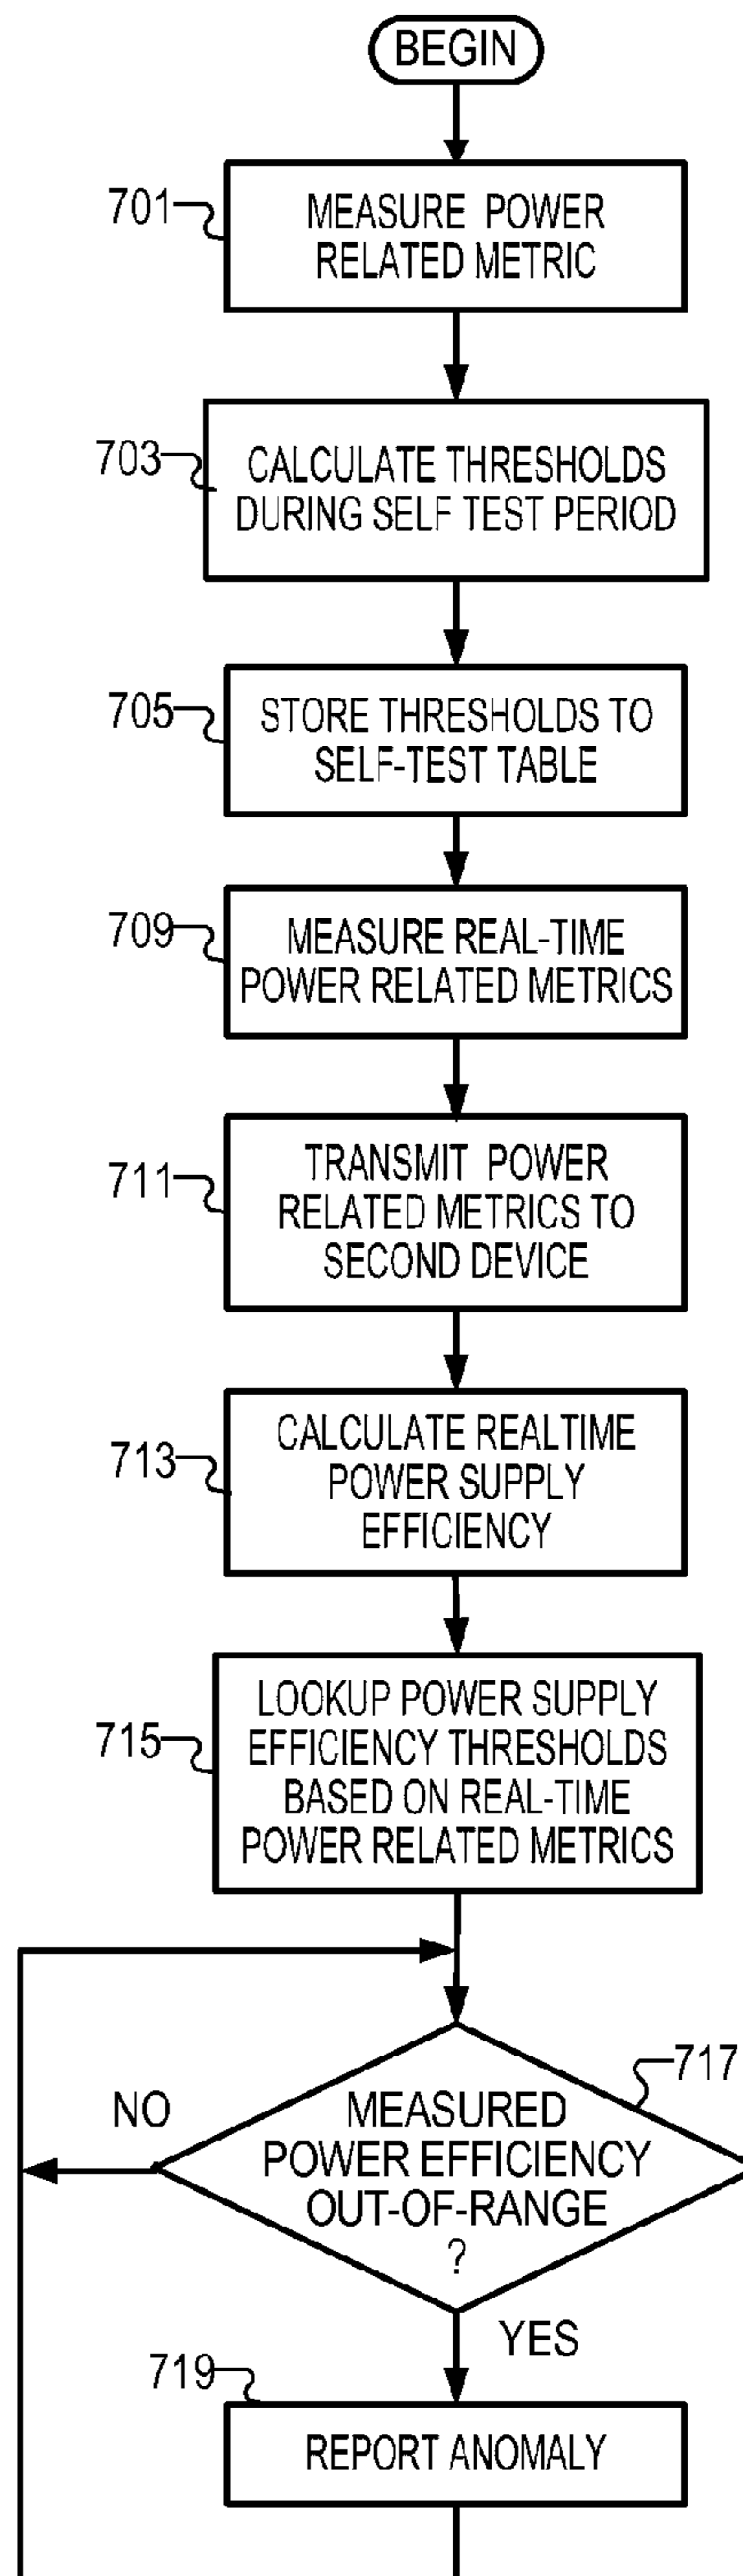 BEGIN
701
MEASURE POWER
RELATED METRIC
703
CALCULATE THRESHOLDS
DURING SELF TEST PERIOD
705
STORE THRESHOLDS TO
SELF-TEST TABLE
709
MEASURE REAL-TIME
POWER RELATED METRICS
711
TRANSMIT POWER
RELATED METRICS TO
SECOND DEVICE
713
CALCULATE REALTIME
POWER SUPPLY
EFFICIENCY
715
LOOKUP POWER SUPPLY
EFFICIENCY THRESHOLDS
BASED ON REAL-TIME
POWER RELATED METRICS
717
NO
MEASURED
POWER EFFICIENCY
OUT-OF-RANGE
?
YES
719
REPORT ANOMALY